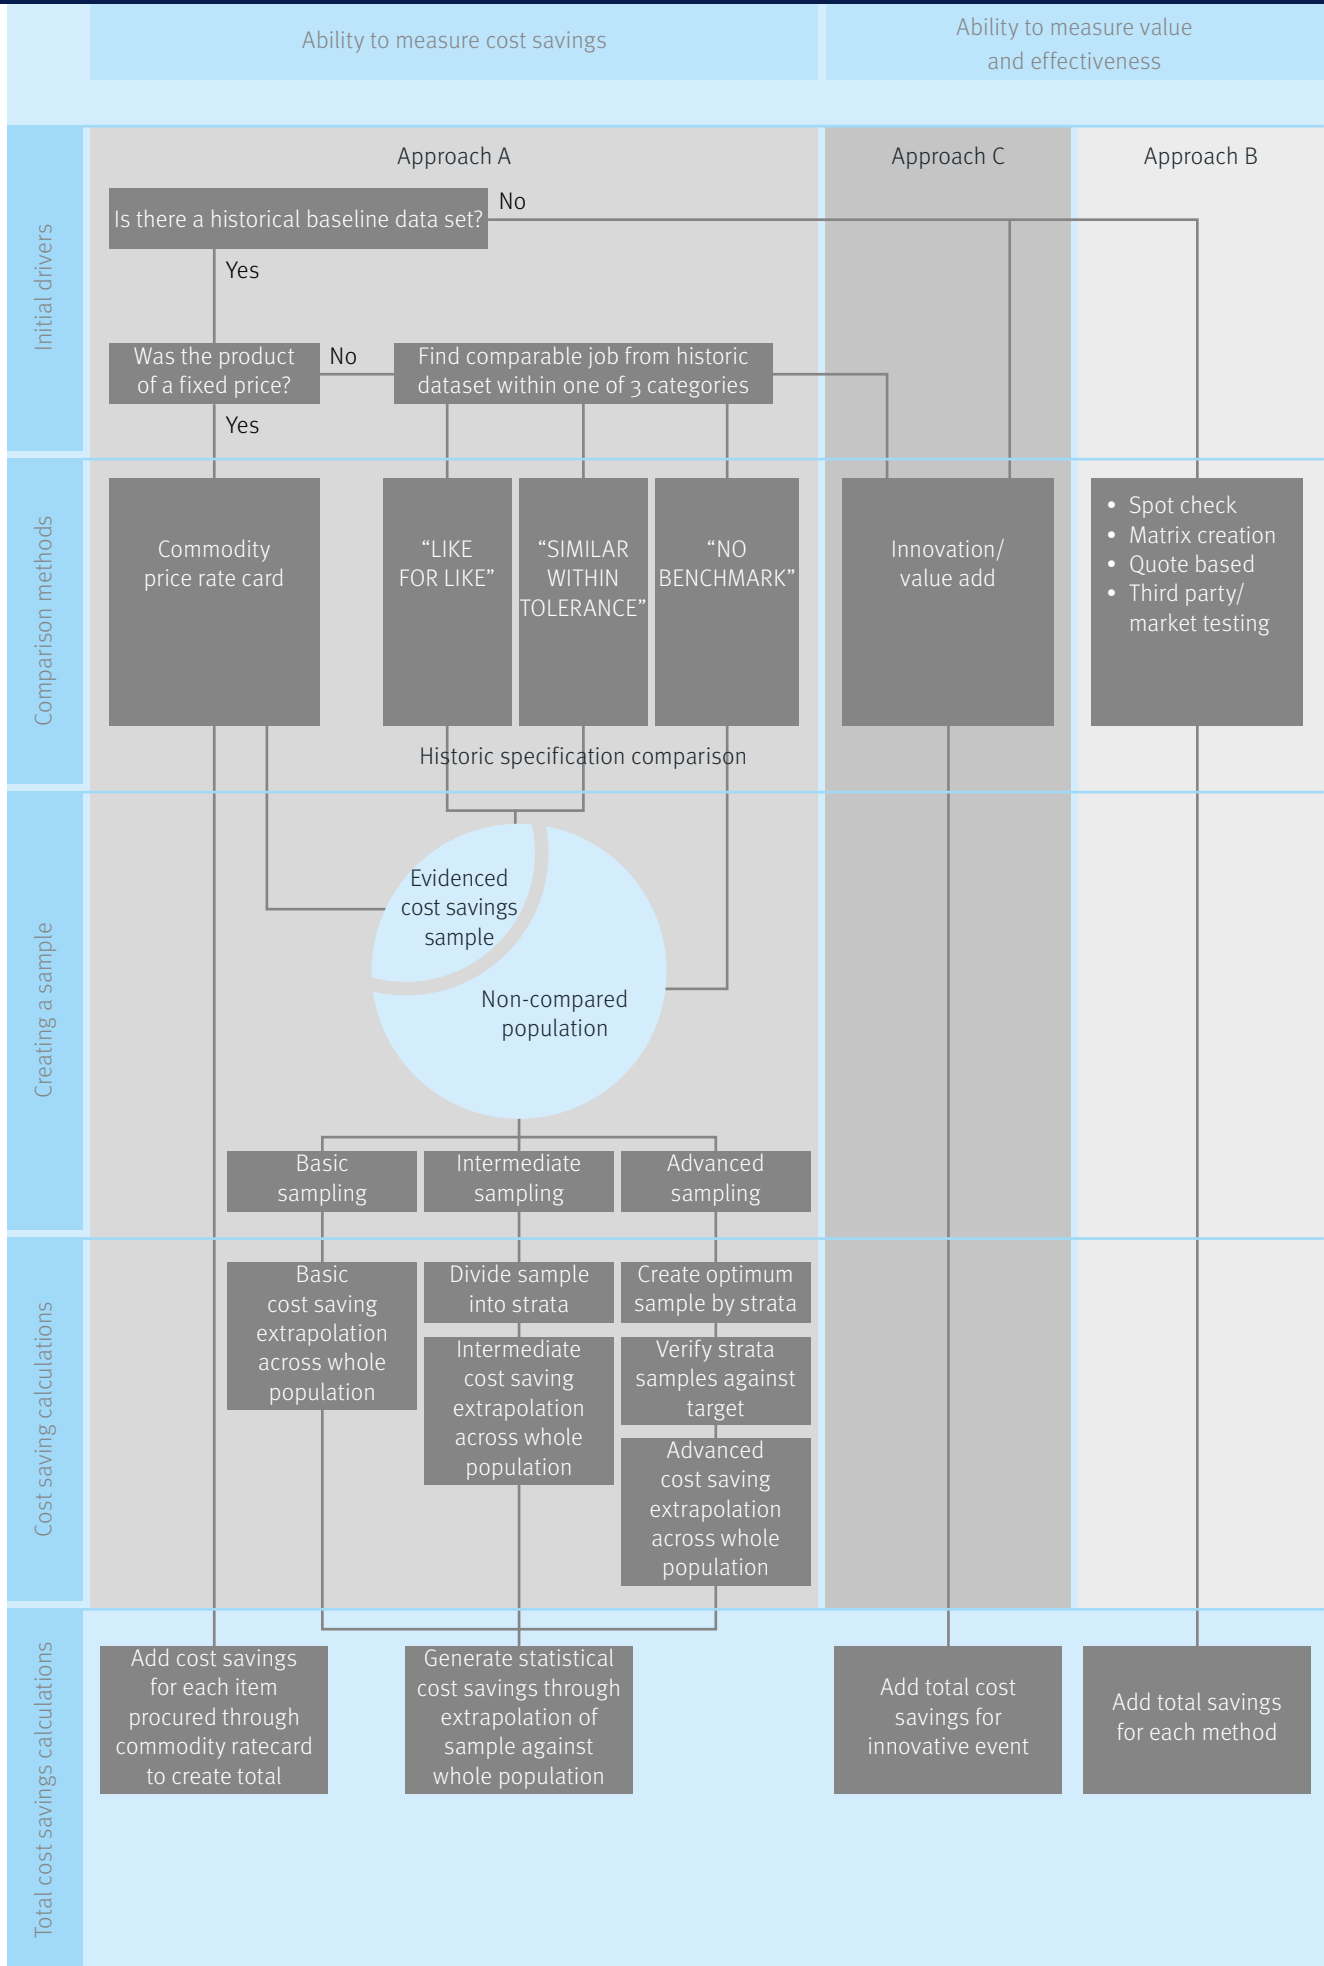 Ability to measure cost savings
Ability to measure value
and effectiveness
Initial drivers
Approach A
Approach C
Approach B
Is there a historical baseline data set?
No
Yes
Was the product
of a fixed price?
No
Find comparable job from historic
dataset within one of 3 categories
Yes
Comparison methods
Commodity
price rate card
“LIKE
FOR LIKE”
“SIMILAR
WITHIN
TOLERANCE”
“NO
BENCHMARK”
Innovation/
value add
• Spot check
• Matrix creation
• Quote based
• Third party/
market testing
Historic specification comparison
Creating a sample
Evidenced
cost savings
sample
Non-compared
population
Basic
sampling
Intermediate
sampling
Advanced
sampling
Cost saving calculations
Basic
cost saving
extrapolation
across whole
population
Divide sample
into strata
Intermediate
cost saving
extrapolation
across whole
population
Create optimum
sample by strata
Verify strata
samples against
target
Advanced
cost saving
extrapolation
across whole
population
Total cost savings calculations
Add cost savings
for each item
procured through
commodity ratecard
to create total
Generate statistical
cost savings through
extrapolation of
sample against
whole population
Add total cost
savings for
innovative event
Add total savings
for each method